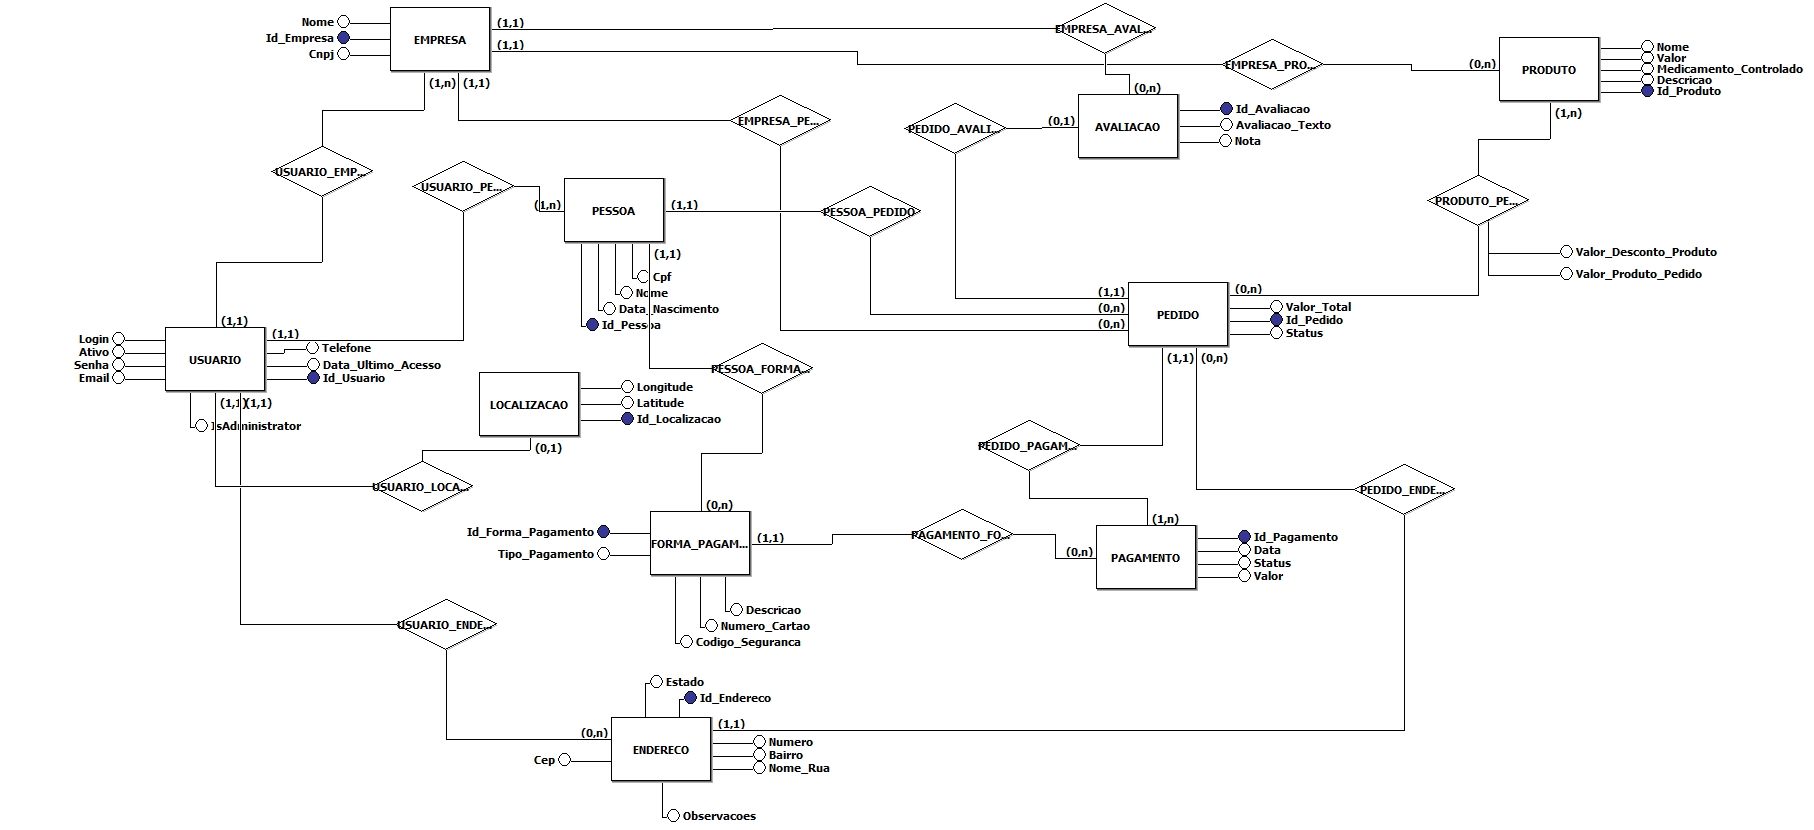 Nome
Id_Empresa
Cnpj
EMPRESA
(1,1)
(1,1)
(1,n)
(1,1)
EMPRESA_AVAL...
EMPRESA_PRO...
(0,n)
PRODUTO
Nome
Valor
Medicamento_Controlado
Descricao
Id_Produto
(1,n)
(0,n)
EMPRESA_PE...
PEDIDO_AVALI...
(0,1)
AVALIACAO
Id_Avaliacao
Avaliacao_Texto
Nota
USUARIO_EMP...
USUARIO_PE...
(1,n)
PESSOA
(1,1)
PESSOA_PEDIDO
PRODUTO_PE...
(1,1)
Cpf
Nome
Data_Nascimento
Id_Pessoa
Valor_Desconto_Produto
Valor_Produto_Pedido
(1,1)
(0,n)
(0,n)
PEDIDO
(0,n)
Valor_Total
Id_Pedido
Status
(1,1)
(0,n)
(1,1)
(1,1)
Login
Ativo
Senha
Email
USUARIO
Telefone
Data_Ultimo_Acesso
Id_Usuario
(1,1)
(1,1)
IsAdministrator
PESSOA_FORMA...
LOCALIZACAO
Longitude
Latitude
Id_Localizacao
(0,1)
USUARIO_LOCA...
PEDIDO_PAGAM...
PEDIDO_ENDE...
(0,n)
Id_Forma_Pagamento
Tipo_Pagamento
FORMA_PAGAM...
(1,1)
PAGAMENTO_FO...
(0,n)
(1,n)
PAGAMENTO
Id_Pagamento
Data
Status
Valor
Descricao
Numero_Cartao
Codigo_Seguranca
USUARIO_ENDE...
Estado
Id_Endereco
(0,n)
ENDERECO
(1,1)
Cep
Numero
Bairro
Nome_Rua
Observacoes